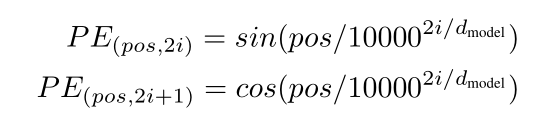 PE_{(pos,2i)} = sin(pos/10000^{2i/d_{model}})
PE_{(pos,2i+1)} = cos(pos/10000^{2i/d_{model}})